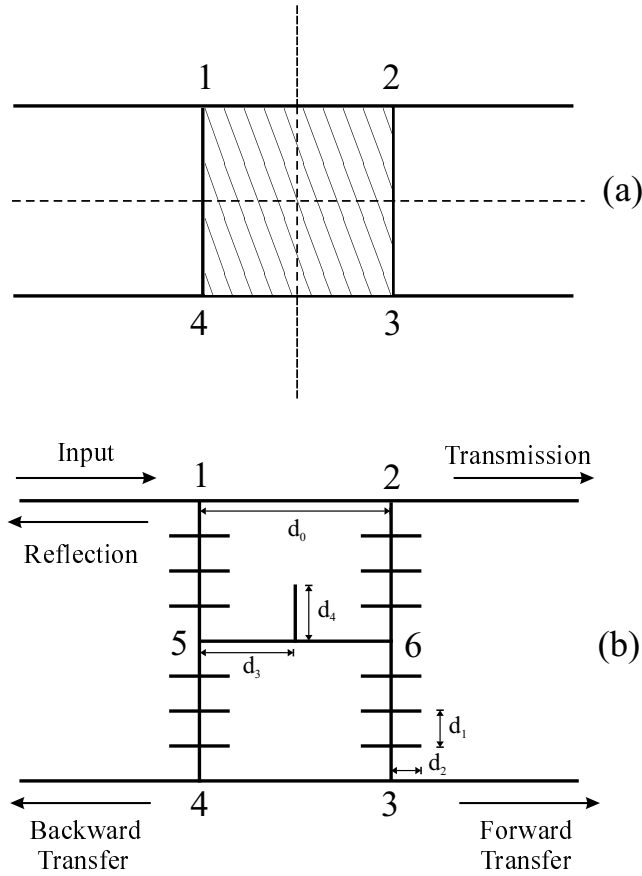 1 2
(a)
4 3
Input
1 2
Transmission
d₀
Reflection
d₄
5 6
(b)
d₃
d₁
d₂
4 3
Backward
Transfer
Forward
Transfer